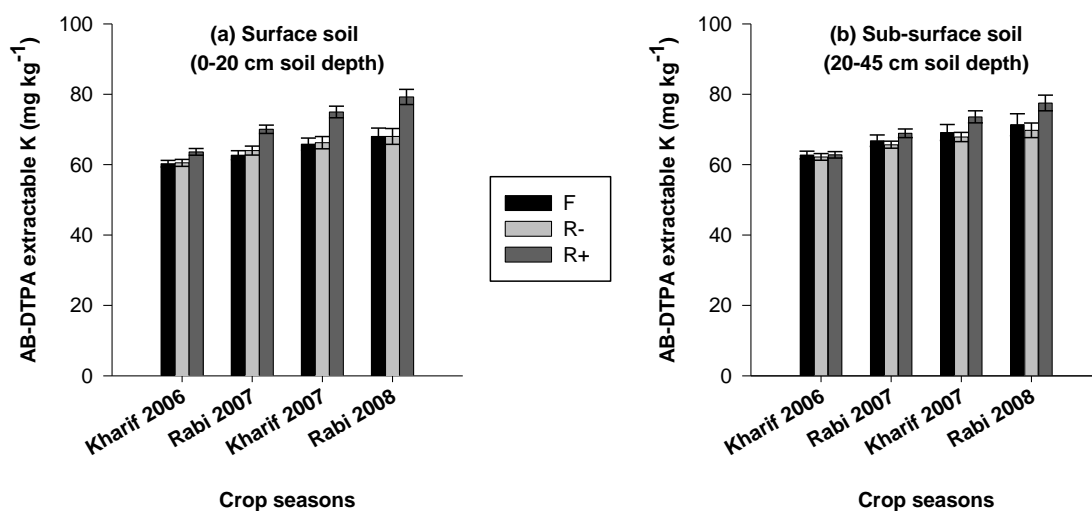 (a) Surface soil
(0-20 cm soil depth)
AB-DTPA extractable K (mg kg⁻¹)
100
80
60
40
20
0
Kharif 2006
Rabi 2007
Kharif 2007
Rabi 2008
Crop seasons
F
R-
R+
(b) Sub-surface soil
(20-45 cm soil depth)
AB-DTPA extractable K (mg kg⁻¹)
100
80
60
40
20
0
Kharif 2006
Rabi 2007
Kharif 2007
Rabi 2008
Crop seasons